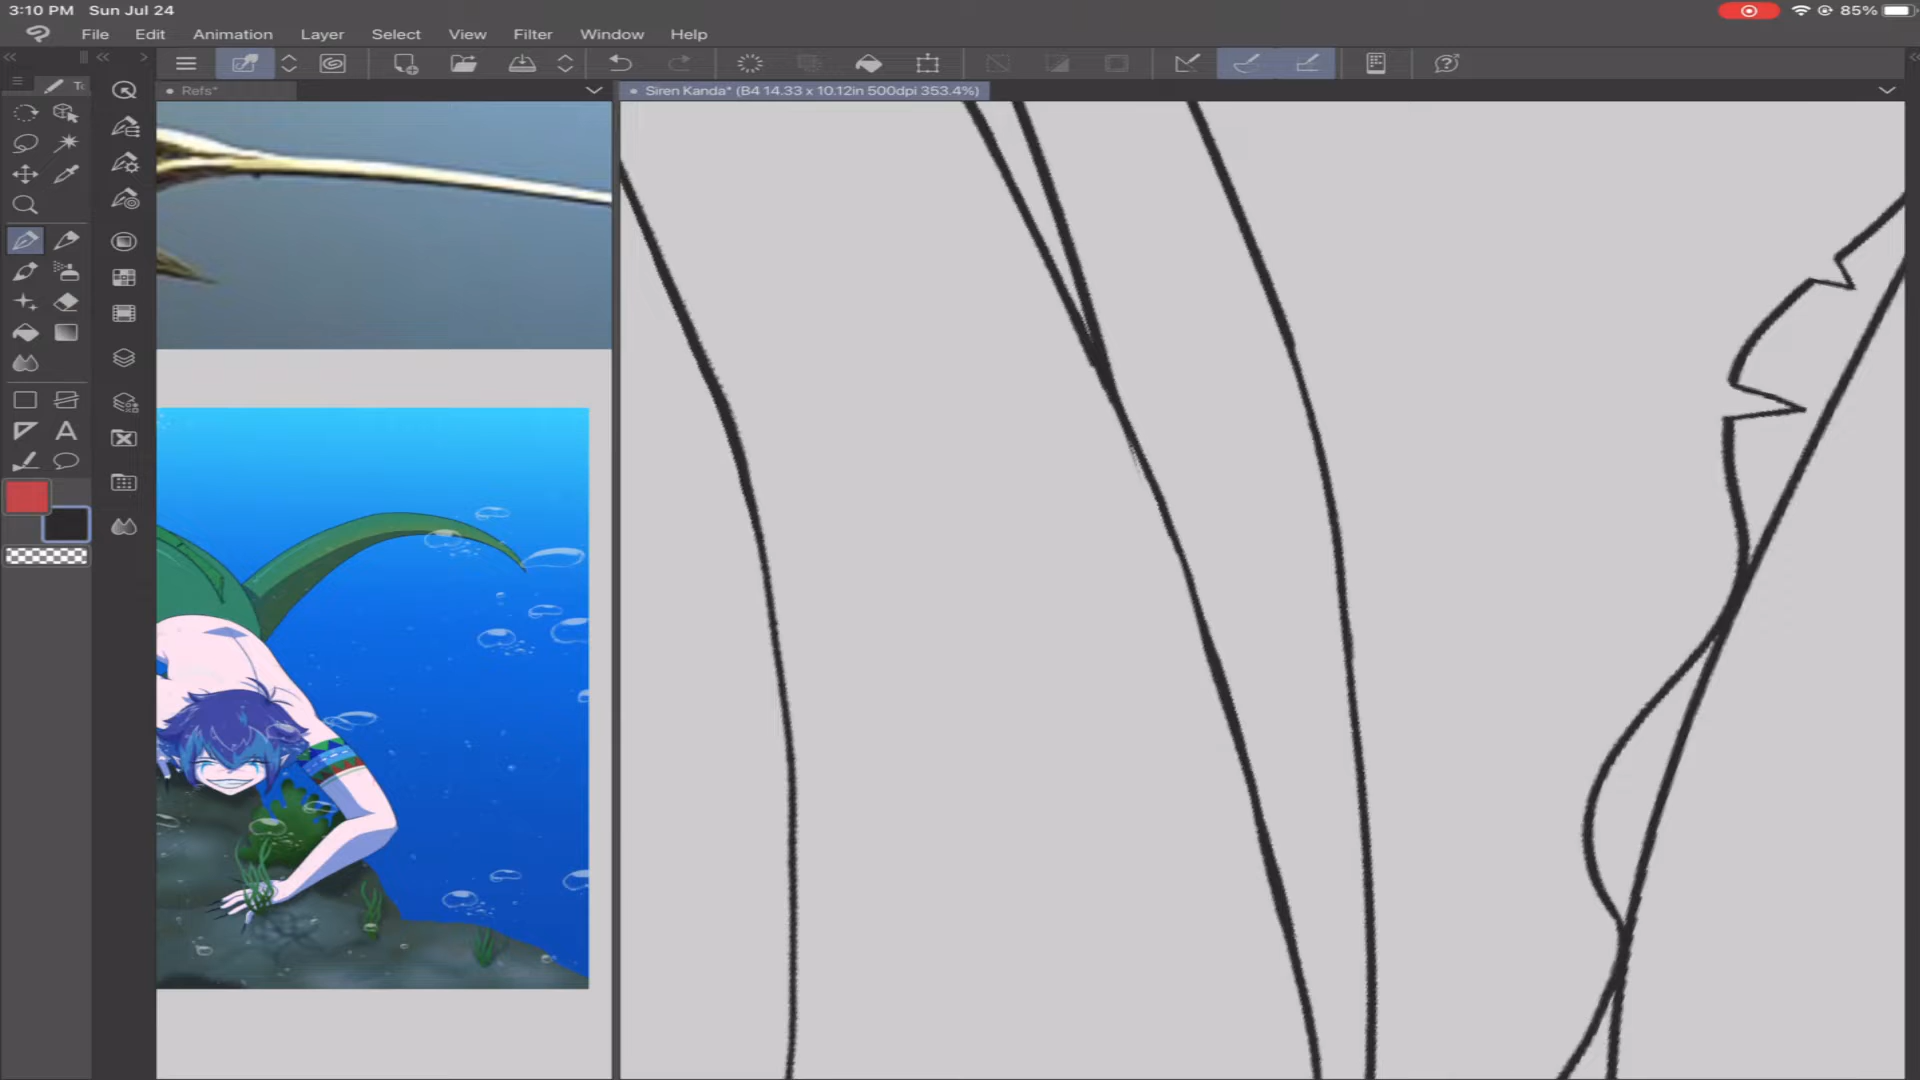 3:10 PM Sun Jul 24
85%
File Edit Animation Layer Select View Window Filter Window Help
Refs*
Siren Kanda* (B4 14.33 x 10.12in 500dpi 353.4%)
A